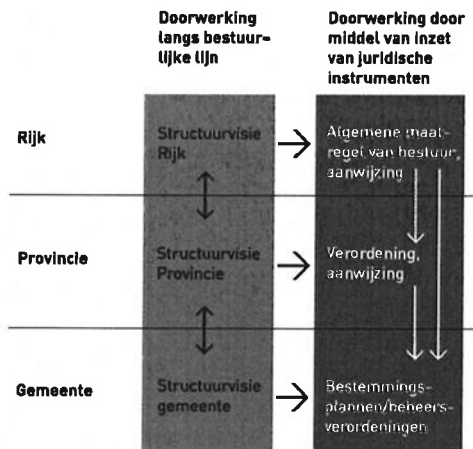 Doorwerking
langs bestuur-
lijke lijn
Doorwerking door
middel van inzet
van juridische
instrumenten
Rijk
Structuurvisie
Rijk
Algemene maat-
regel van bestuur,
aanwijzing
Provincie
Structuurvisie
Provincie
Verordening,
aanwijzing
Gemeente
Structuurvisie
gemeente
Bestemmings-
plannen/beheers-
verordeningen